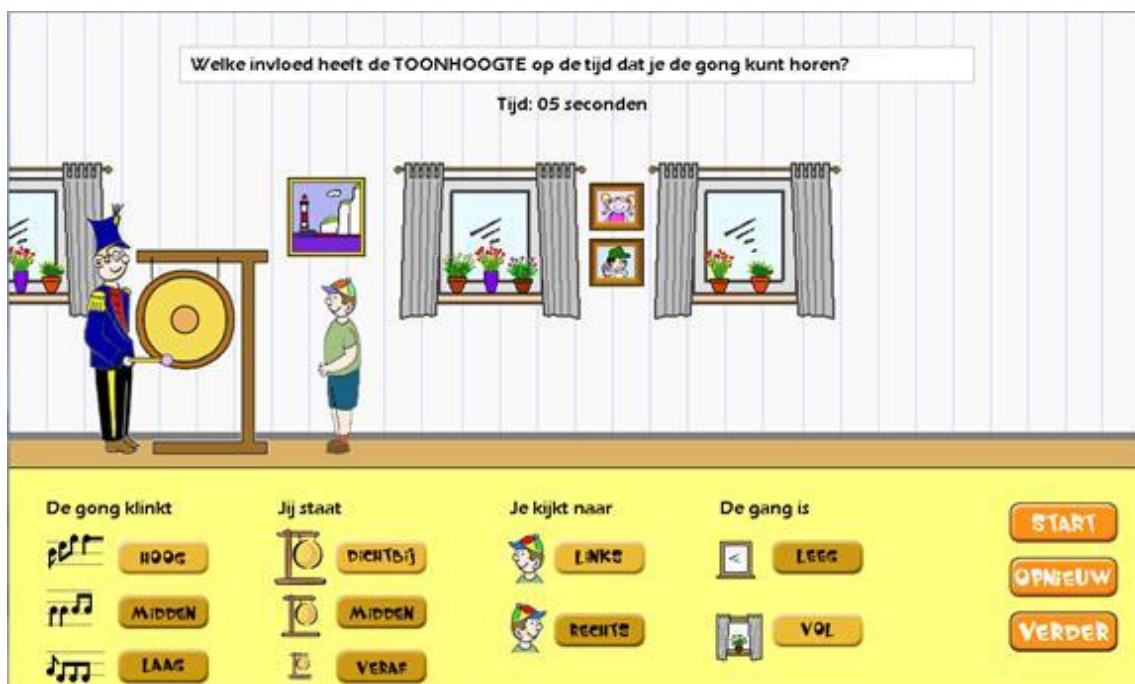 Welke invloed heeft de TOONHOOGTE op de tijd dat je de gong kunt horen?
Tijd: 05 seconden
De gong klinkt
HOOG
MIDDEN
LAAG
Jij staat
DICHTBIJ
MIDDEN
VERAF
Je kijkt naar
LINKS
RECHTS
De gang is
LEEG
VOL
START
OPNIEUW
VERDER